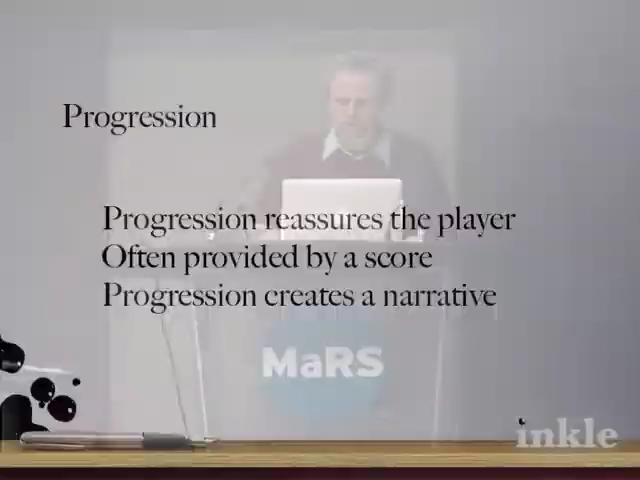 Progression
Progression reassures the player
Often provided by a score
Progression creates a narrative
MaRS
inkle